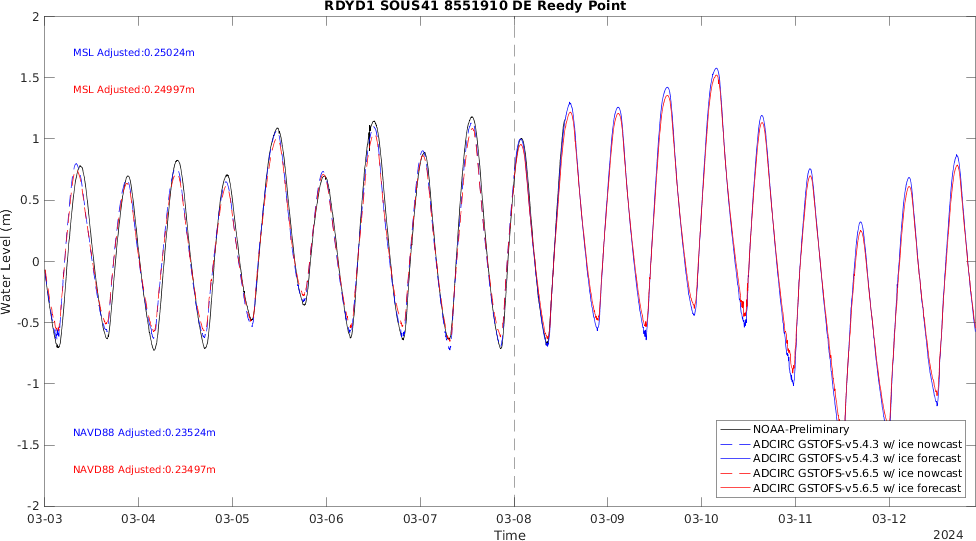 RDYD1 SOUS41 8551910 DE Reedy Point
2
1.5
1
0.5
0
-0.5
-1
-1.5
-2
Water Level (m)
MSL Adjusted:0.25024m
MSL Adjusted:0.24997m
NAVD88 Adjusted:0.23524m
NAVD88 Adjusted:0.23497m
NOAA-Preliminary
ADCIRC GSTOFS-v5.4.3 w/ ice nowcast
ADCIRC GSTOFS-v5.4.3 w/ ice forecast
ADCIRC GSTOFS-v5.6.5 w/ ice nowcast
ADCIRC GSTOFS-v5.6.5 w/ ice forecast
03-03 03-04 03-05 03-06 03-07 03-08 03-09 03-10 03-11 03-12
Time
2024